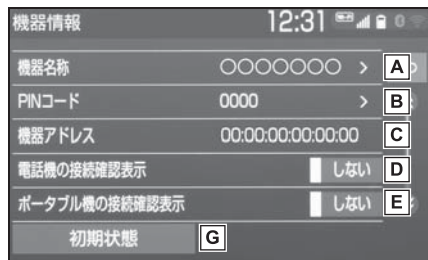 機器情報 12:31 0
機器名称 ○○○○○○○ > A
PINコード 0000 > B
機器アドレス 00:00:00:00:00:00 C
電話機の接続確認表示 しない D
ポータブル機の接続確認表示 しない E
初期状態 G